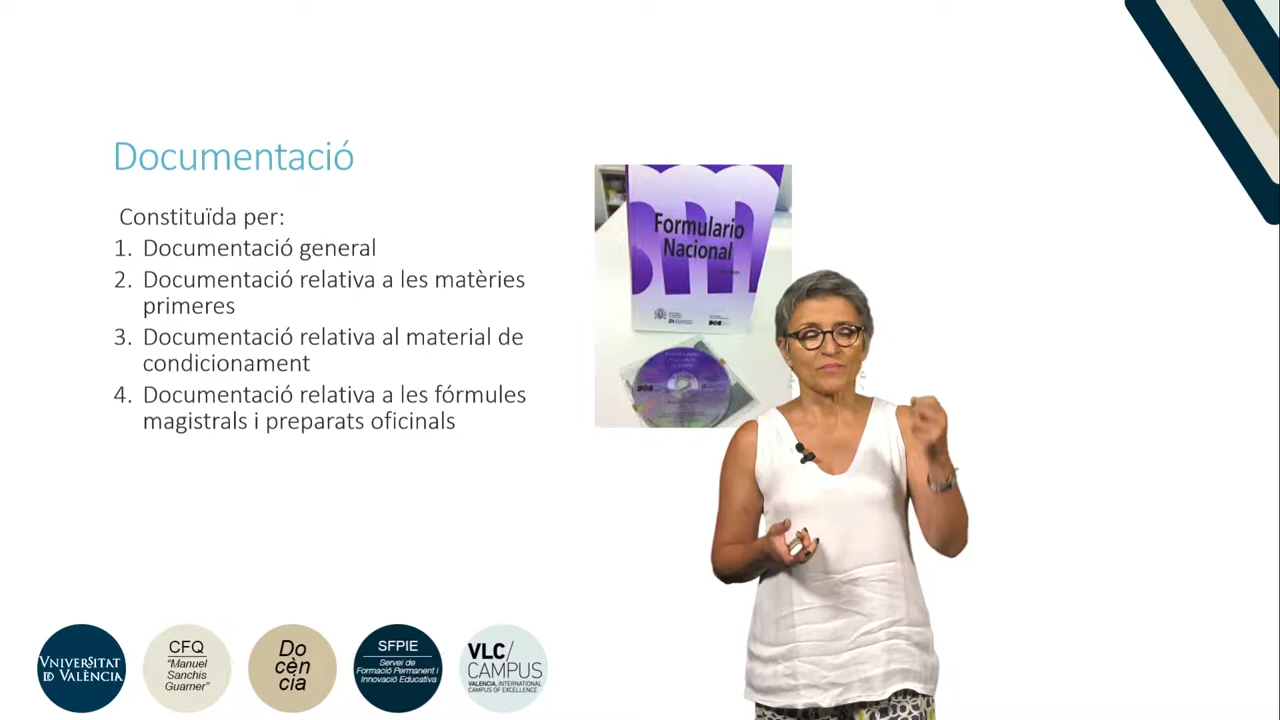 Documentació
Constituïda per:
1. Documentació general
2. Documentació relativa a les matèries
primeres
3. Documentació relativa al material de
condicionament
4. Documentació relativa a les fórmules
magistrals i preparats oficinals
Formulario
Nacional
VNIVERSITAT
ID VALÈNCIA
CFQ
"Manuel
Sanchis
Guarner"
Do
cèn
cia
SFPIE
Servei de
Formació Permanent i
Innovació Educativa
VLC/
CAMPUS
VALENCIA, INTERNATIONAL
CAMPUS OF EXCELLENCE